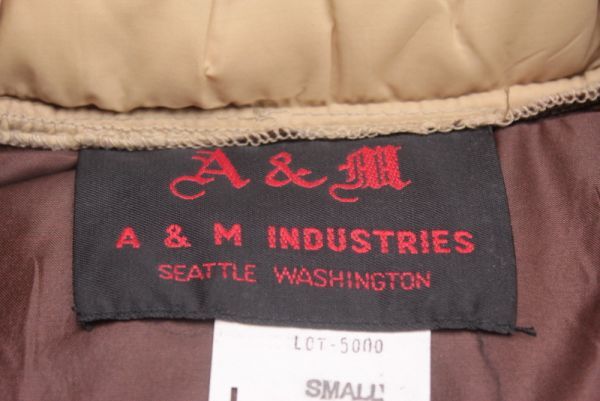 A & M
A & M INDUSTRIES
SEATTLE WASHINGTON
LOT-5000
SMALL